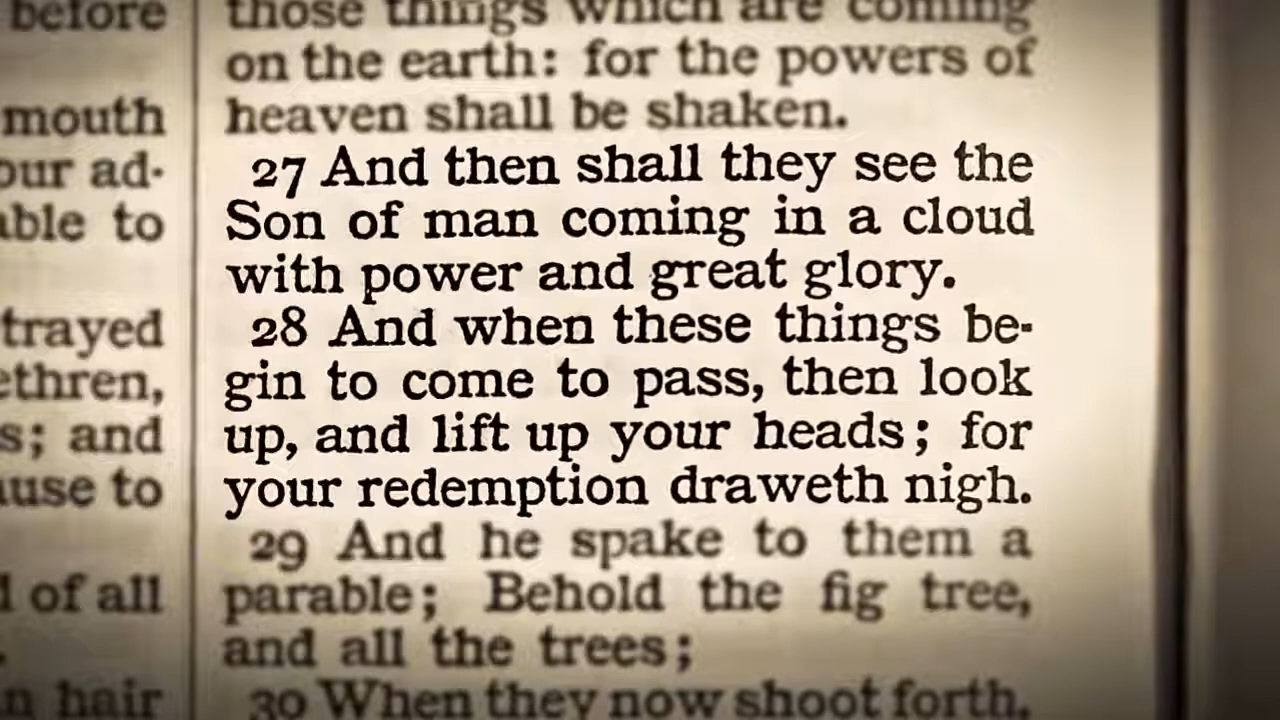 before
mouth
our ad-
able to
trayed
ethren,
s; and
ause to
d of all
n hair
those things which are coming
on the earth: for the powers of
heaven shall be shaken.
27 And then shall they see the
Son of man coming in a cloud
with power and great glory.
28 And when these things be-
gin to come to pass, then look
up, and lift up your heads; for
your redemption draweth nigh.
29 And he spake to them a
parable; Behold the fig tree,
and all the trees;
30 When they now shoot forth,